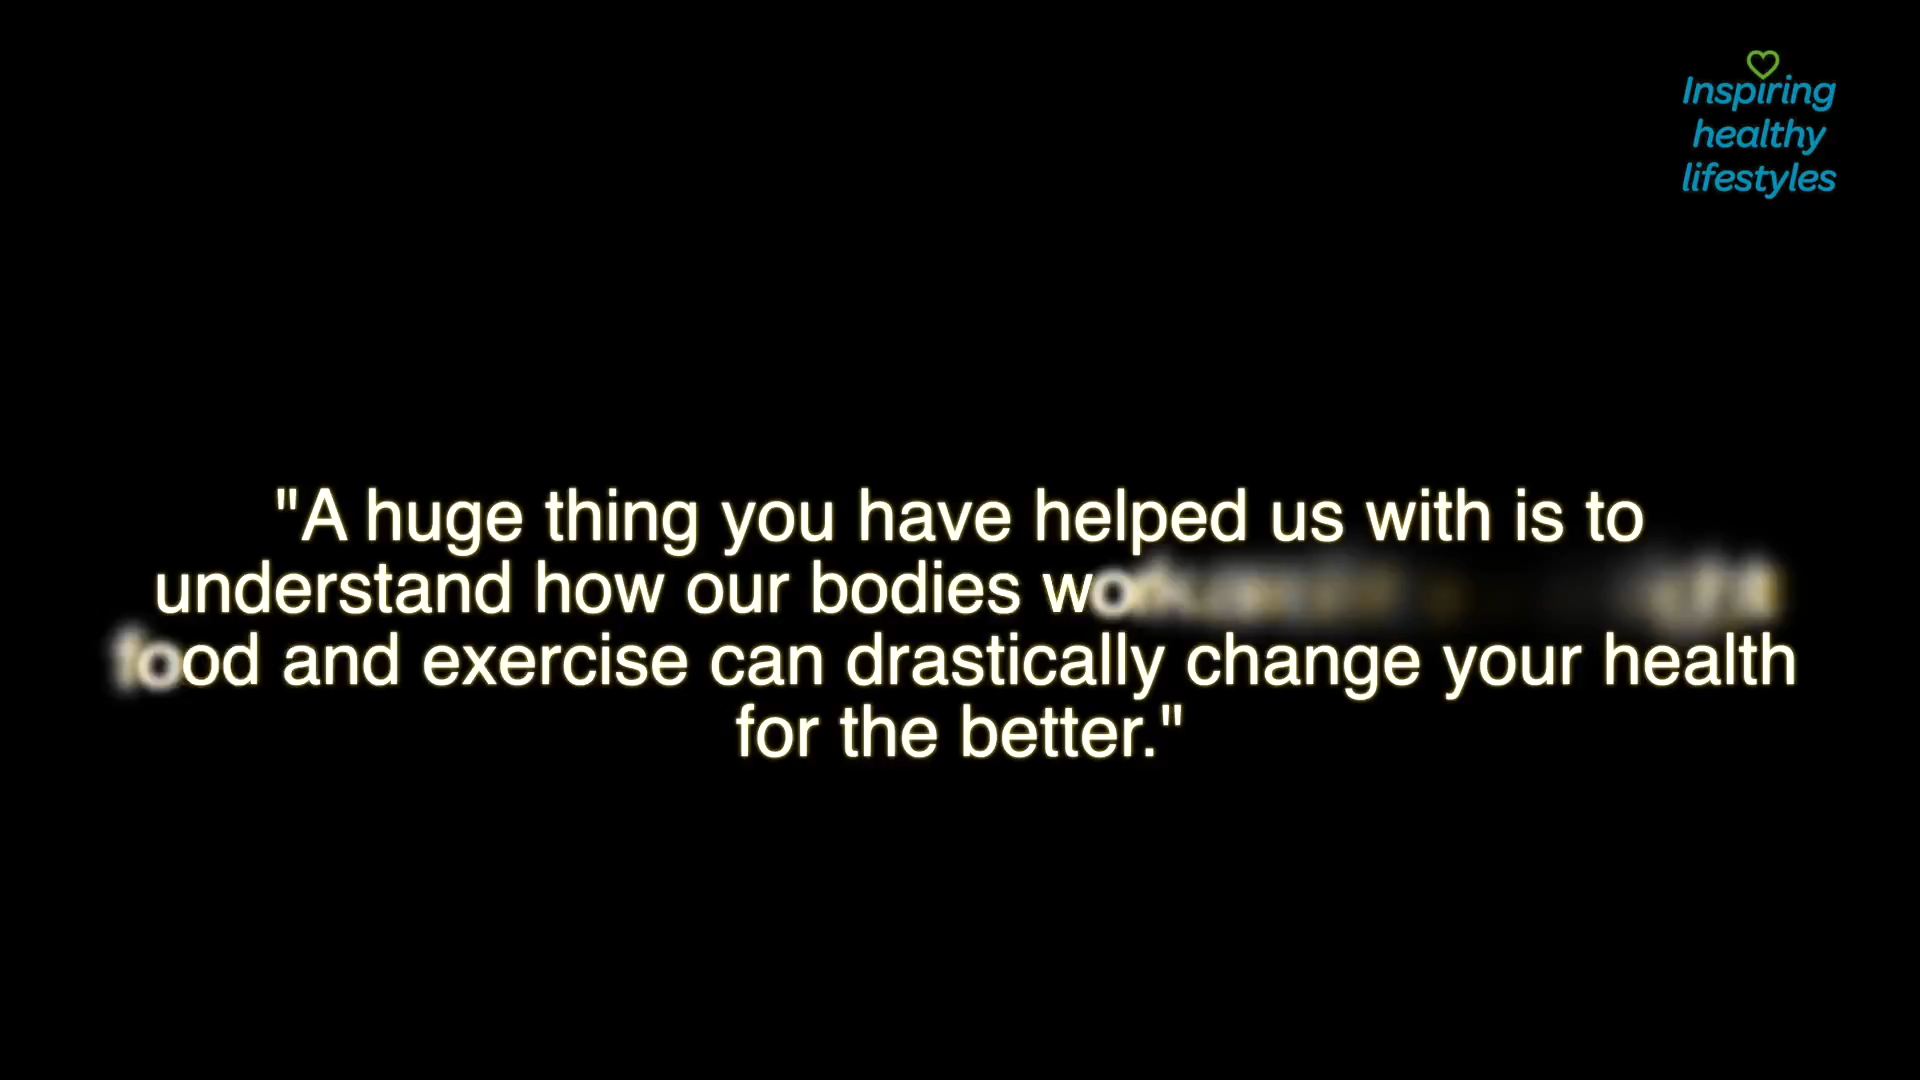 Inspiring
healthy
lifestyles
"A huge thing you have helped us with is to
understand how our bodies
food and exercise can drastically change your health
for the better."